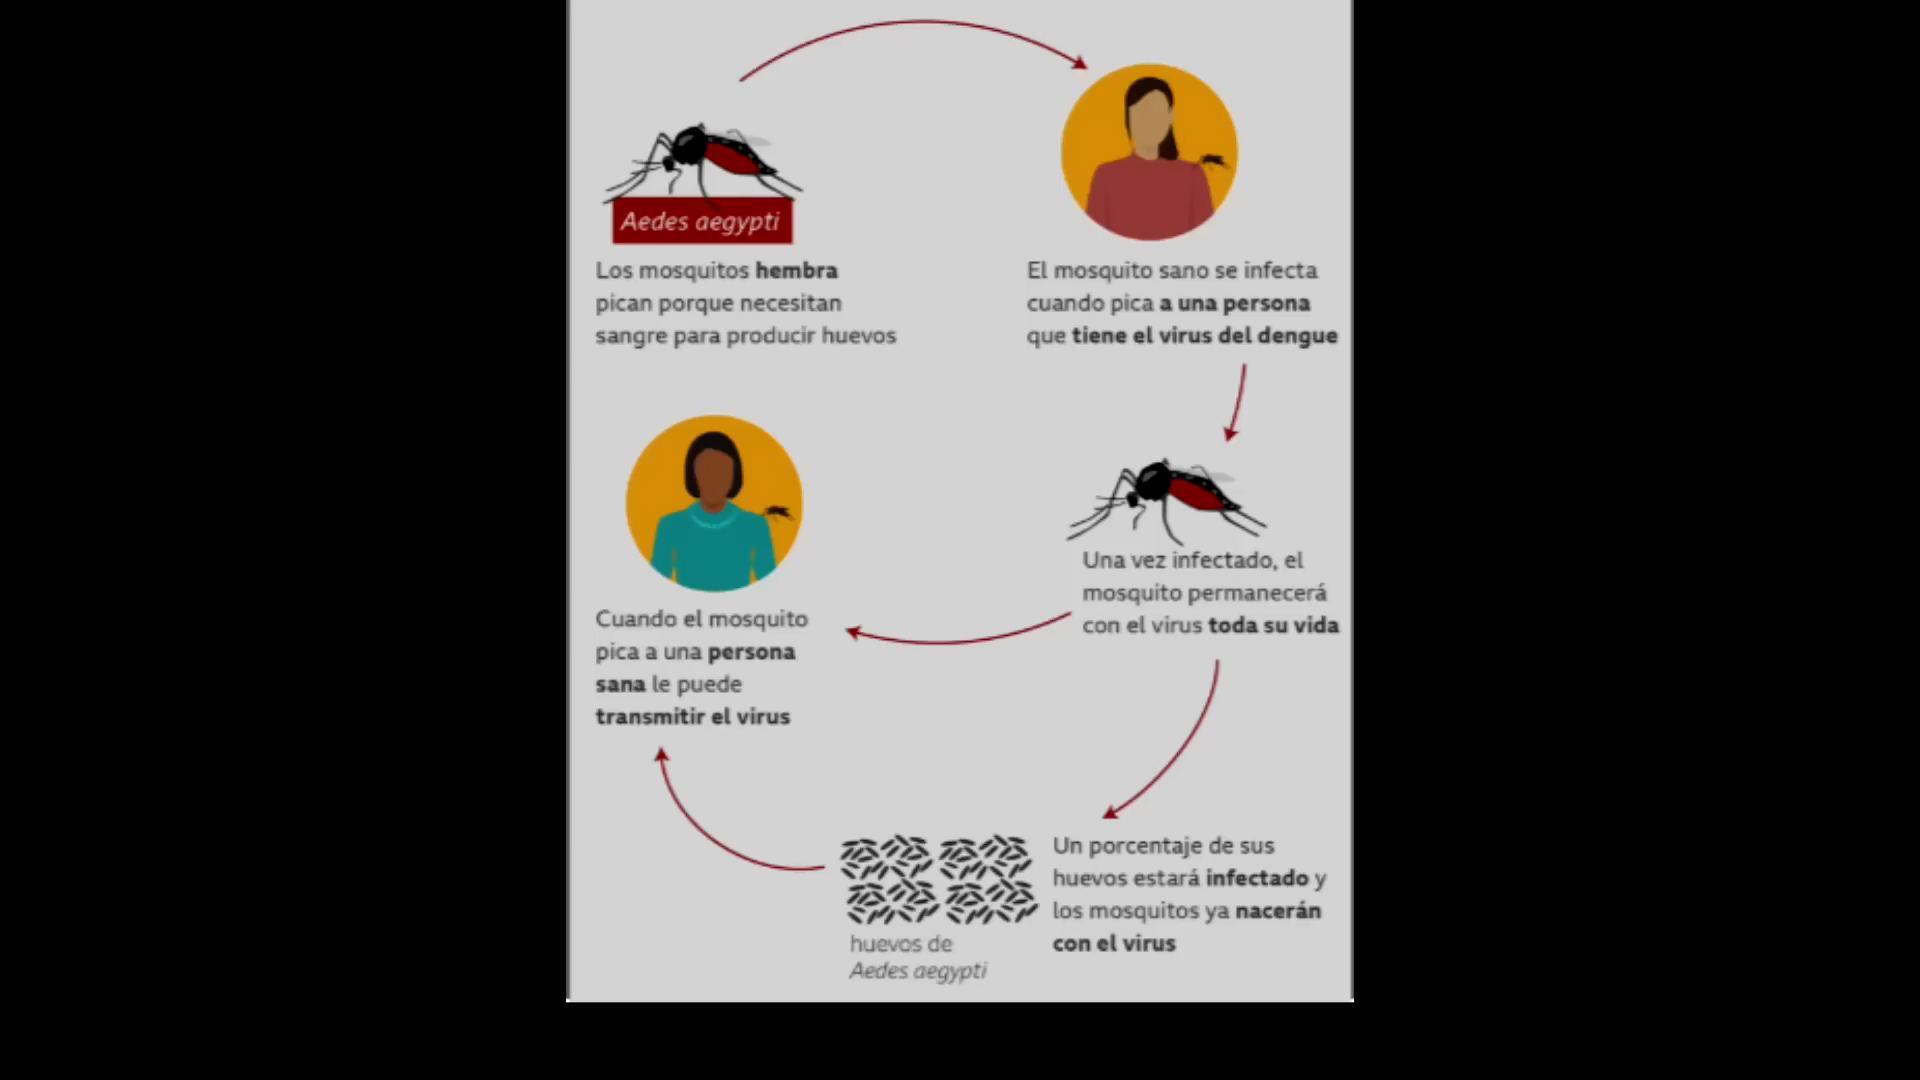 Aedes aegypti
Los mosquitos hembra
pican porque necesitan
sangre para producir huevos
El mosquito sano se infecta
cuando pica a una persona
que tiene el virus del dengue
Una vez infectado, el
mosquito permanecerá
con el virus toda su vida
Cuando el mosquito
pica a una persona
sana le puede
transmitir el virus
Un porcentaje de sus
huevos estará infectado y
los mosquitos ya nacerán
con el virus
huevos de
Aedes aegypti